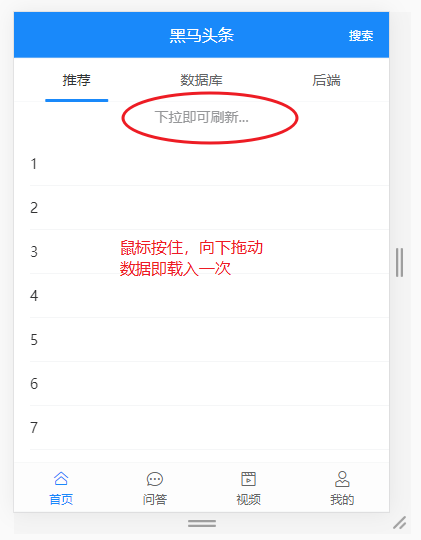 黑马头条 搜索
推荐 数据库 后端
下拉即可刷新...
1
2
3
鼠标按住，向下拖动
数据即载入一次
4
5
6
7
首页 问答 视频 我的